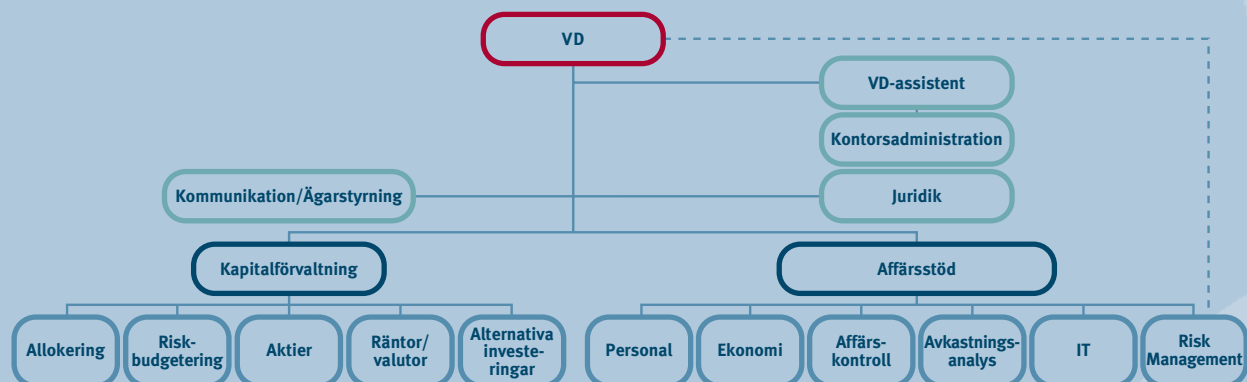 VD
VD-assistent
Kontorsadministration
Kommunikation/Ägarstyrning
Juridik
Kapitalförvaltning
Affärsstöd
Allokering
Risk-
budgetering
Aktier
Räntor/
valutor
Alternativa
investe-
ringar
Personal
Ekonomi
Affärs-
kontroll
Avkastnings-
analys
IT
Risk
Management